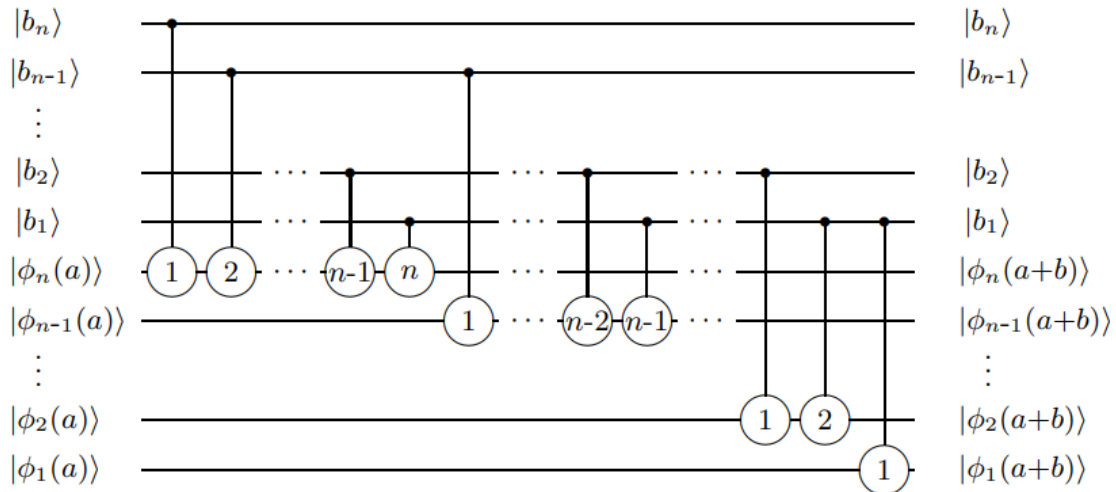 |b_n⟩ |b_n⟩
|b_{n-1}⟩ |b_{n-1}⟩
⋮
|b_2⟩ ··· ··· ··· |b_2⟩
|b_1⟩ ··· ··· ··· |b_1⟩
|ϕ_n(a)⟩ 1 2 ··· n-1 n |ϕ_n(a+b)⟩
|ϕ_{n-1}(a)⟩ 1 ··· n-2 n-1 ··· |ϕ_{n-1}(a+b)⟩
⋮ ⋮
|ϕ_2(a)⟩ 1 2 |ϕ_2(a+b)⟩
|ϕ_1(a)⟩ 1 |ϕ_1(a+b)⟩